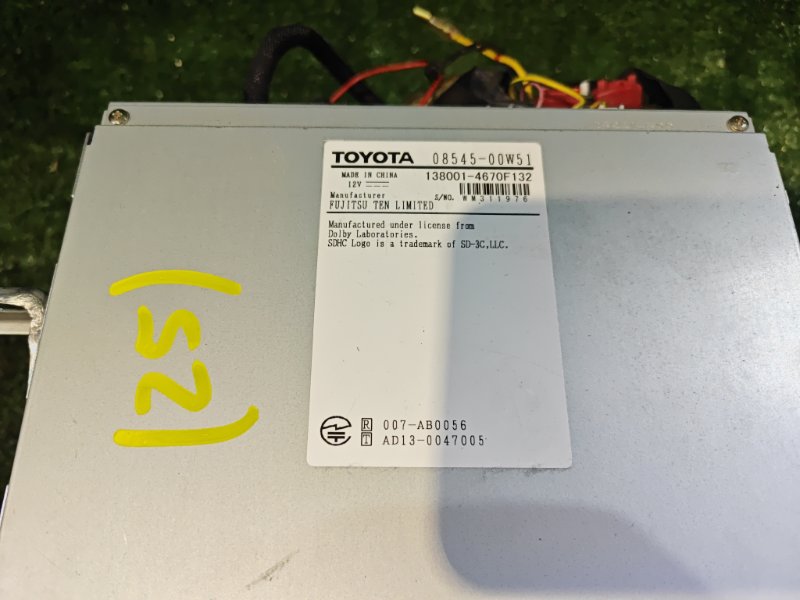 TOYOTA 08545-00W51
MADE IN CHINA 138001-4670F132
12V
Manufacturer S/NO. WM311976
FUJITSU TEN LIMITED
Manufactured under license from
Dolby Laboratories.
SDHC Logo is a trademark of SD-3C,LLC.
R 007-AB0056
T AD13-0047005
(52)